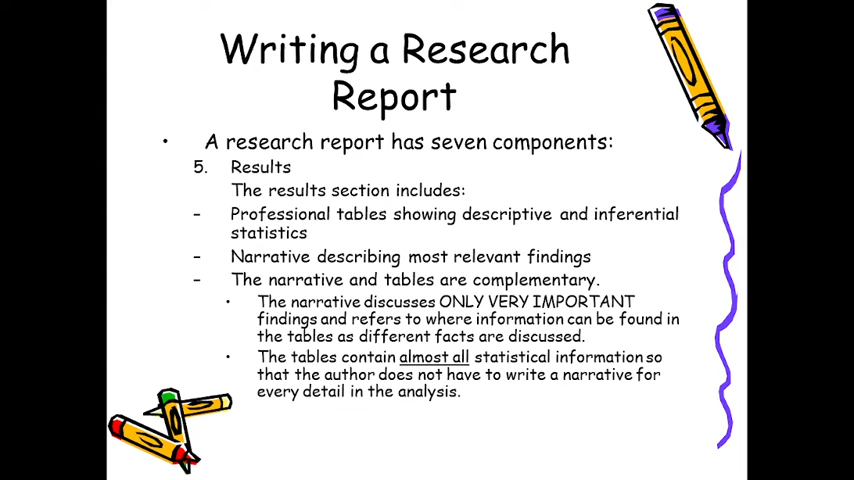 Writing a Research
Report
• A research report has seven components:
5. Results
The results section includes:
– Professional tables showing descriptive and inferential
statistics
– Narrative describing most relevant findings
– The narrative and tables are complementary.
• The narrative discusses ONLY VERY IMPORTANT
findings and refers to where information can be found in
the tables as different facts are discussed.
• The tables contain almost all statistical information so
that the author does not have to write a narrative for
every detail in the analysis.